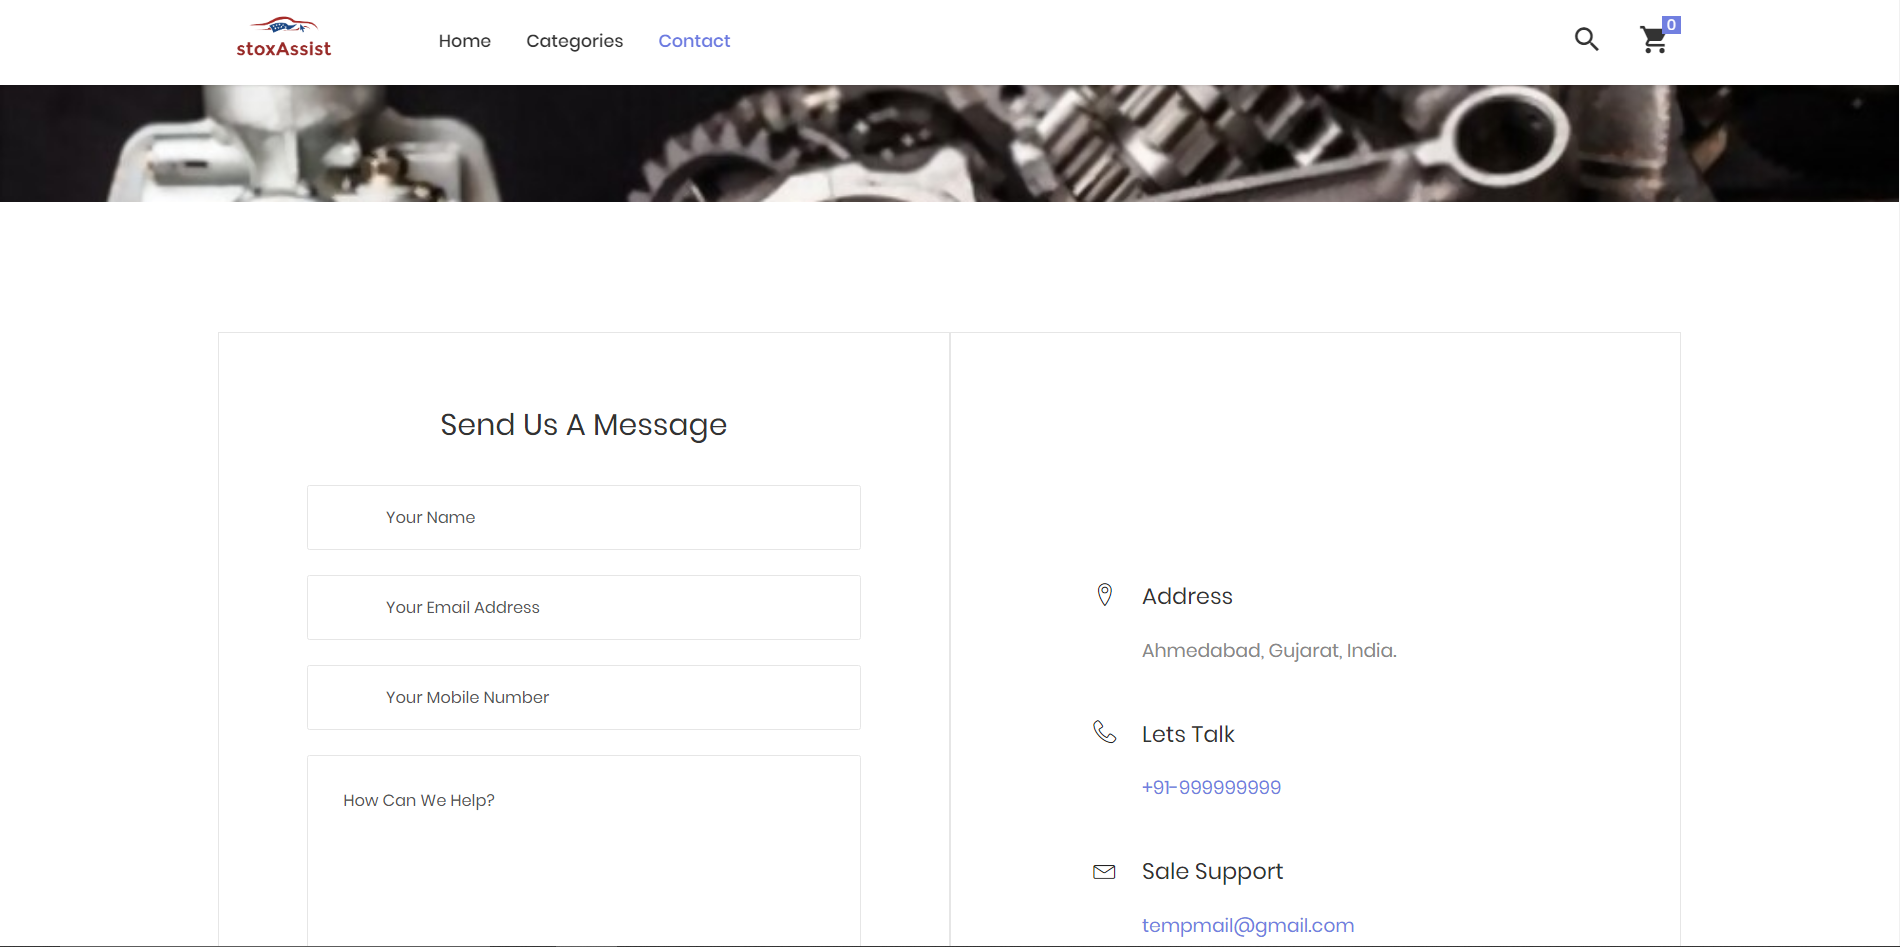 stoxAssist
Home
Categories
Contact
0
Send Us A Message
Your Name
Your Email Address
Your Mobile Number
How Can We Help?
Address
Ahmedabad, Gujarat, India.
Lets Talk
+91-999999999
Sale Support
tempmail@gmail.com